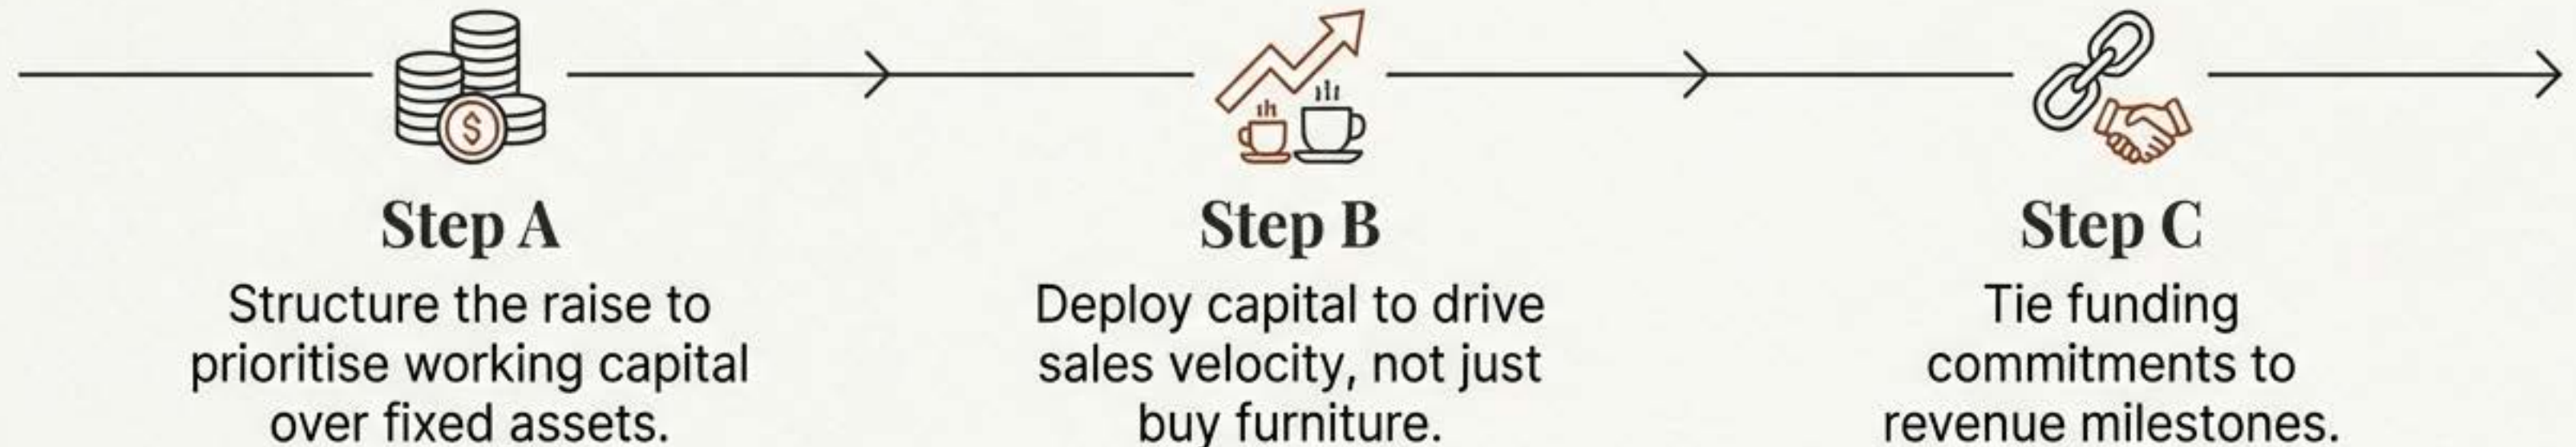 $
Step A
Structure the raise to
prioritise working capital
over fixed assets.
Step B
Deploy capital to drive
sales velocity, not just
buy furniture.
Step C
Tie funding
commitments to
revenue milestones.